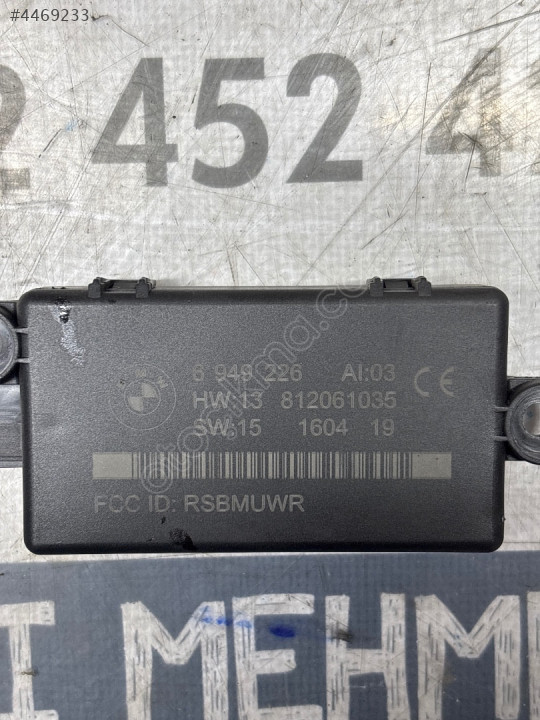 #4469233
2 452 4
6 949 226 AI:03
HW:13 812061035 CE
SW:15 1604 19
FCC ID: RSBMUWR
I MEHM